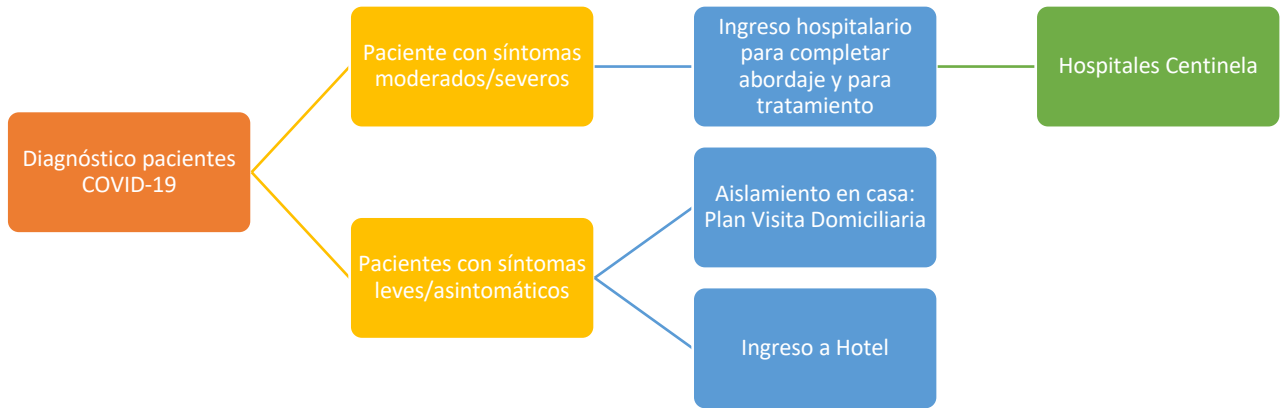 Diagnóstico pacientes
COVID-19
Paciente con síntomas
moderados/severos
Ingreso hospitalario
para completar
abordaje y para
tratamiento
Hospitales Centinela
Pacientes con síntomas
leves/asintomáticos
Aislamiento en casa:
Plan Visita Domiciliaria
Ingreso a Hotel